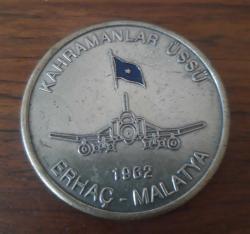 KAHRAMANLAR ÜSSÜ
1962
ERHAÇ - MALATYA